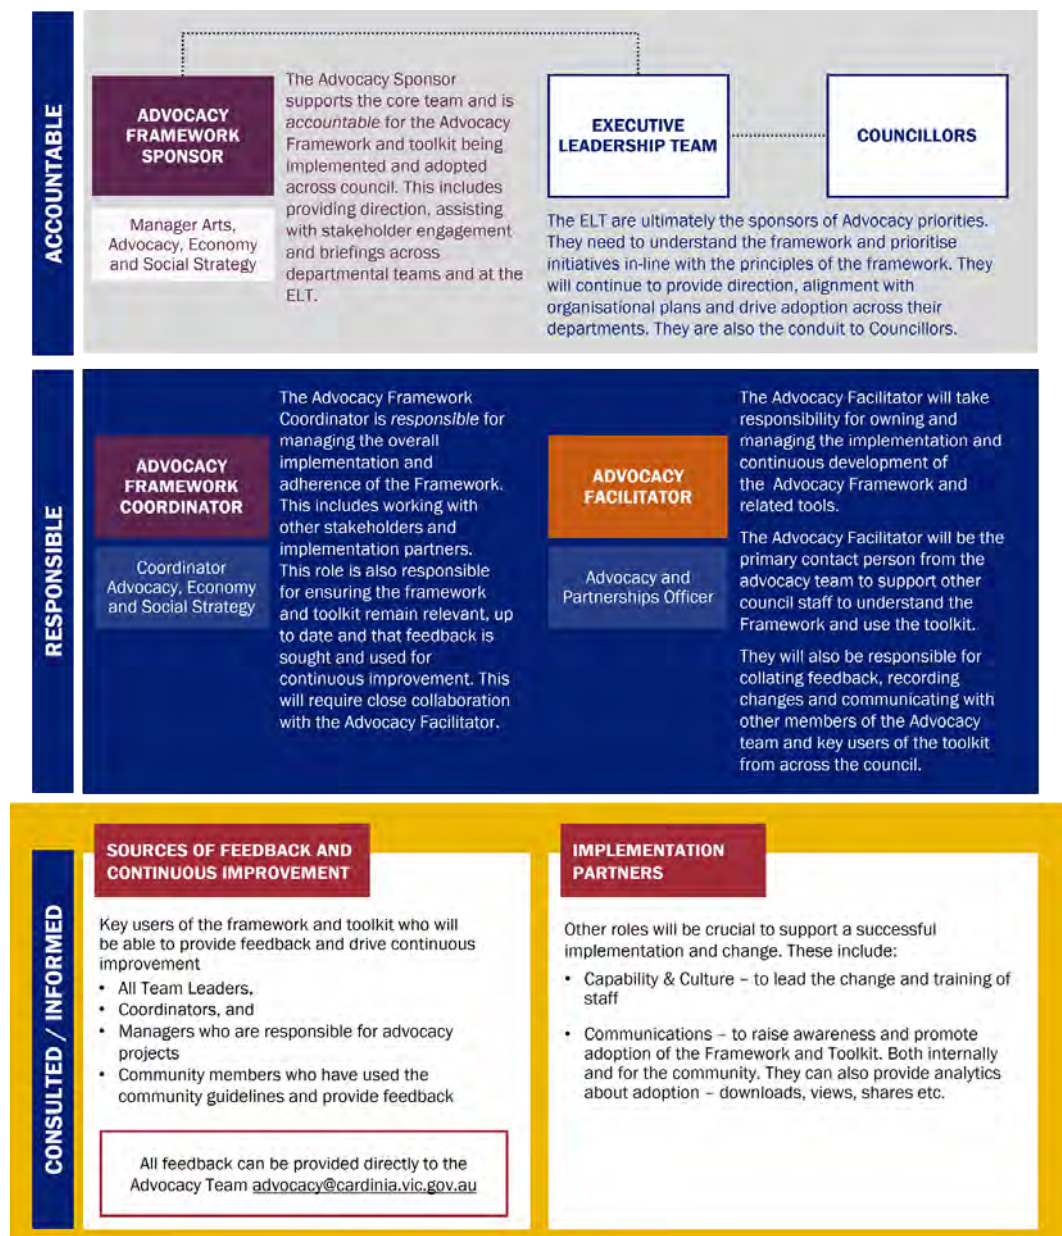 ACCOUNTABLE
ADVOCACY
FRAMEWORK
SPONSOR
Manager Arts,
Advocacy, Economy
and Social Strategy
The Advocacy Sponsor
supports the core team and is
accountable for the Advocacy
Framework and toolkit being
implemented and adopted
across council. This includes
providing direction, assisting
with stakeholder engagement
and briefings across
departmental teams and at the
ELT.
EXECUTIVE
LEADERSHIP TEAM
COUNCILLORS
The ELT are ultimately the sponsors of Advocacy priorities.
They need to understand the framework and prioritise
initiatives in-line with the principles of the framework. They
will continue to provide direction, alignment with
organisational plans and drive adoption across their
departments. They are also the conduit to Councillors.
RESPONSIBLE
ADVOCACY
FRAMEWORK
COORDINATOR
Coordinator
Advocacy, Economy
and Social Strategy
The Advocacy Framework
Coordinator is responsible for
managing the overall
implementation and
adherence of the Framework.
This includes working with
other stakeholders and
implementation partners.
This role is also responsible
for ensuring the framework
and toolkit remain relevant, up
to date and that feedback is
sought and used for
continuous improvement. This
will require close collaboration
with the Advocacy Facilitator.
ADVOCACY
FACILITATOR
Advocacy and
Partnerships Officer
The Advocacy Facilitator will take
responsibility for owning and
managing the implementation and
continuous development of
the Advocacy Framework and
related tools.
The Advocacy Facilitator will be the
primary contact person from the
advocacy team to support other
council staff to understand the
Framework and use the toolkit.
They will also be responsible for
collating feedback, recording
changes and communicating with
other members of the Advocacy
team and key users of the toolkit
from across the council.
CONSULTED / INFORMED
SOURCES OF FEEDBACK AND
CONTINUOUS IMPROVEMENT
Key users of the framework and toolkit who will
be able to provide feedback and drive continuous
improvement
• All Team Leaders,
• Coordinators, and
• Managers who are responsible for advocacy
projects
• Community members who have used the
community guidelines and provide feedback
All feedback can be provided directly to the
Advocacy Team advocacy@cardinia.vic.gov.au
IMPLEMENTATION
PARTNERS
Other roles will be crucial to support a successful
implementation and change. These include:
• Capability & Culture – to lead the change and training of
staff
• Communications – to raise awareness and promote
adoption of the Framework and Toolkit. Both internally
and for the community. They can also provide analytics
about adoption – downloads, views, shares etc.